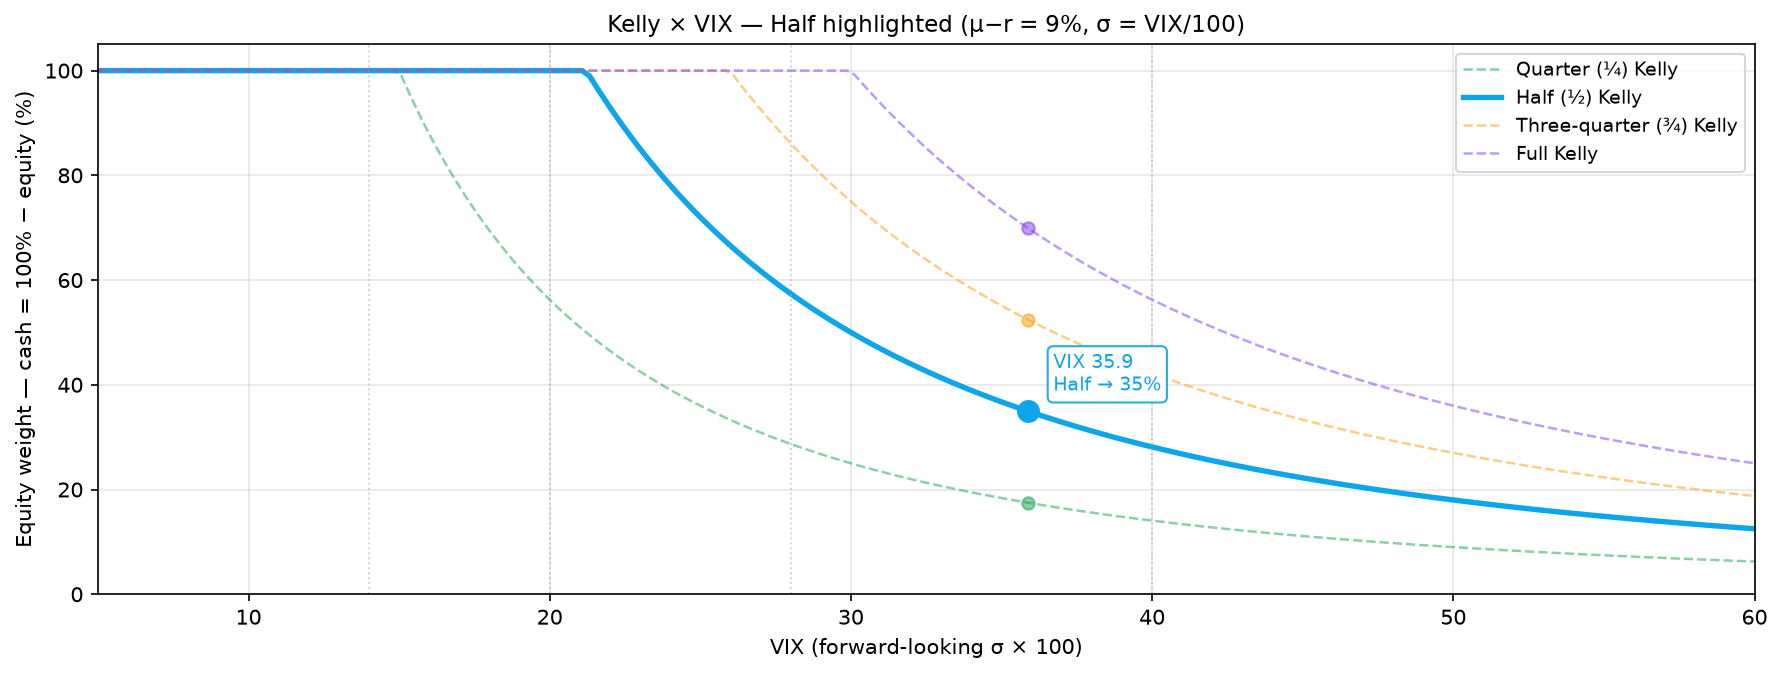 Kelly × VIX — Half highlighted (μ−r = 9%, σ = VIX/100)
Equity weight — cash = 100% − equity (%)
100
80
60
40
20
0
Quarter (¼) Kelly
Half (½) Kelly
Three-quarter (¾) Kelly
Full Kelly
VIX 35.9
Half → 35%
10
20
30
40
50
60
VIX (forward-looking σ × 100)